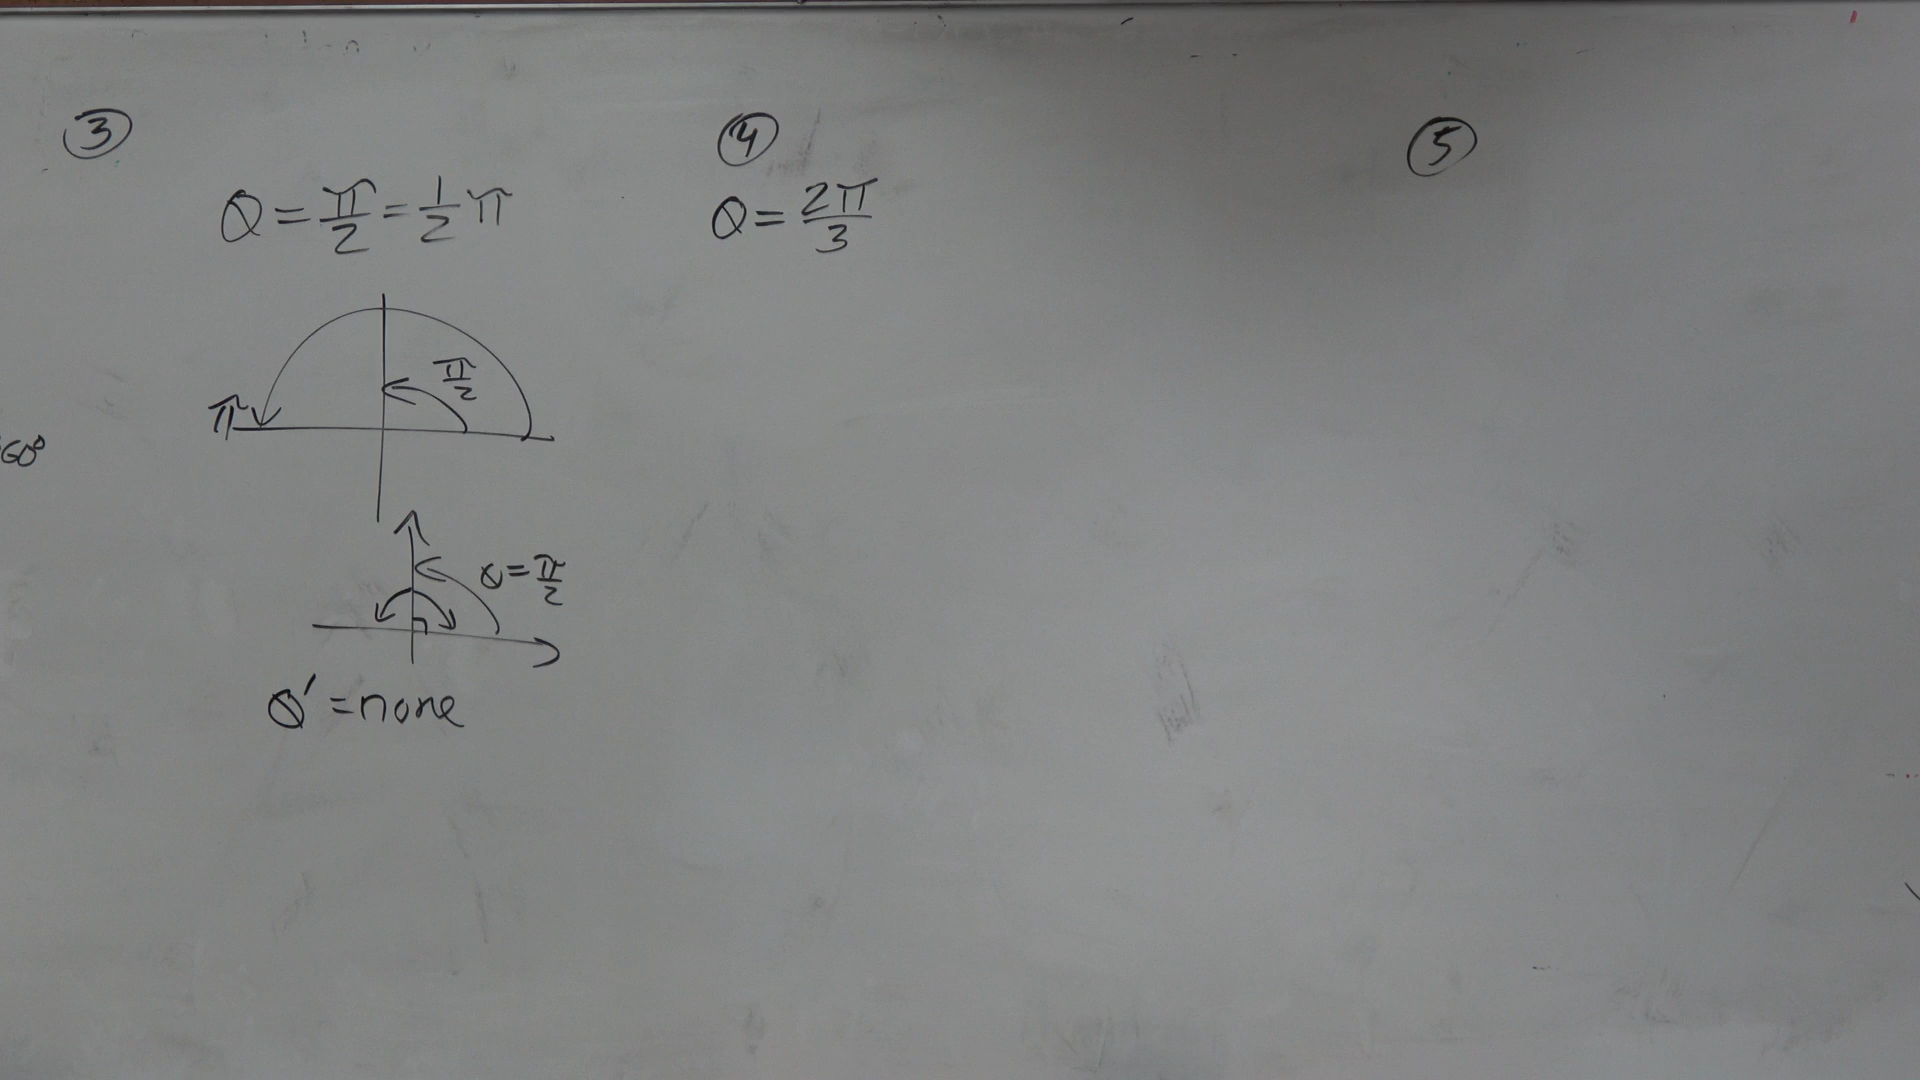 ③
θ = π/2 = 1/2 π
π/2
π
60°
θ = π/2
θ' = none
④
θ = 2π/3
⑤